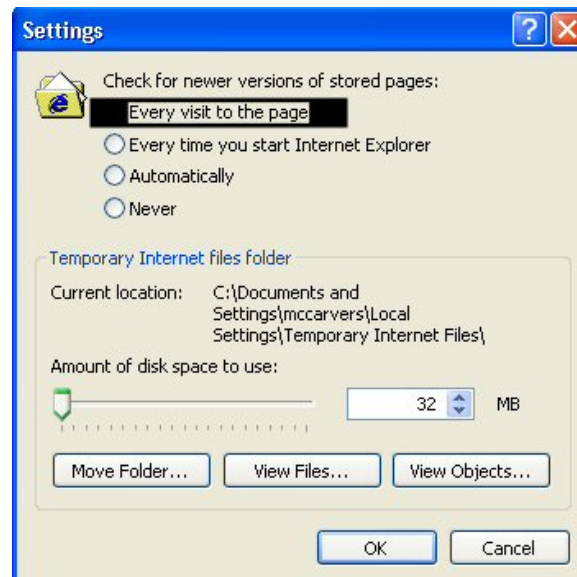 Settings
Check for newer versions of stored pages:
Every visit to the page
Every time you start Internet Explorer
Automatically
Never
Temporary Internet files folder
Current location:
C:\Documents and
Settings\mccarvers\Local
Settings\Temporary Internet Files\
Amount of disk space to use:
32 MB
Move Folder... View Files... View Objects...
OK Cancel